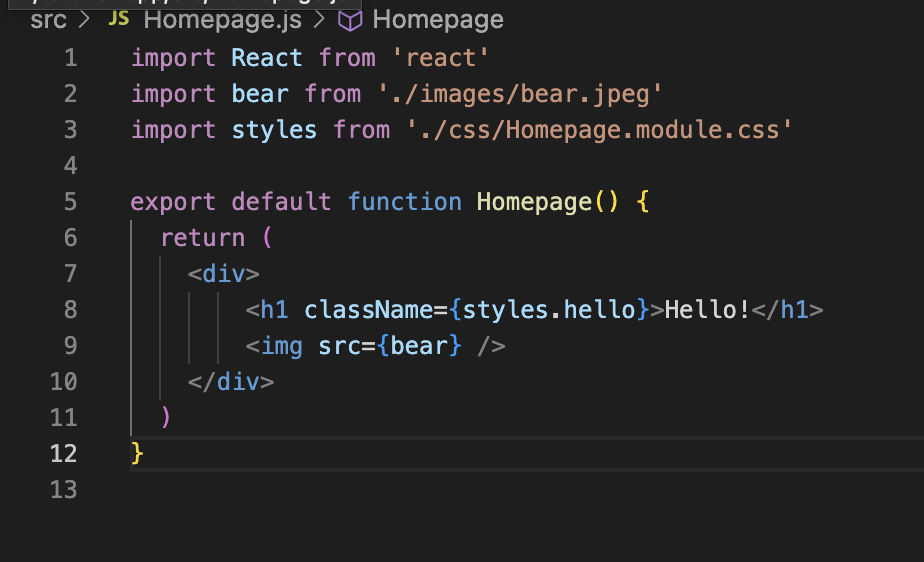 src > JS Homepage.js > Homepage
1 import React from 'react'
2 import bear from './images/bear.jpeg'
3 import styles from './css/Homepage.module.css'
4
5 export default function Homepage() {
6   return (
7     <div>
8         <h1 className={styles.hello}>Hello!</h1>
9         <img src={bear} />
10     </div>
11   )
12 }
13